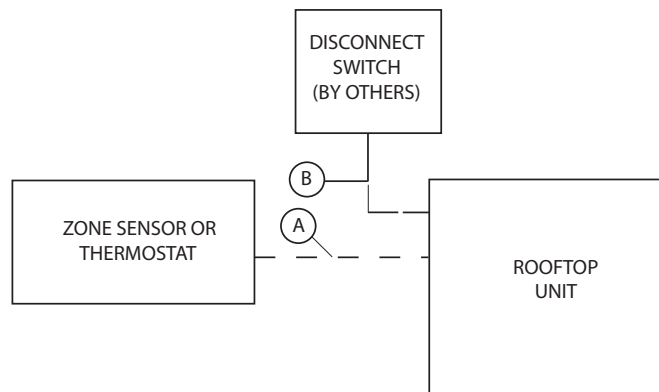 DISCONNECT
SWITCH
(BY OTHERS)
B
ZONE SENSOR OR
THERMOSTAT
A
ROOFTOP
UNIT